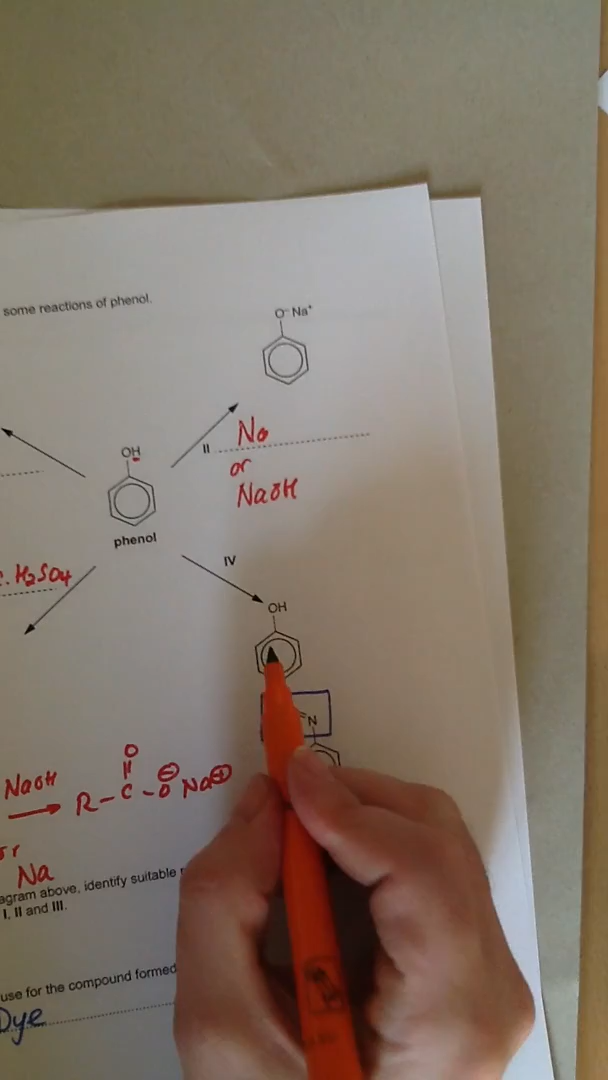 some reactions of phenol.
O⁻ Na⁺
Na
II
or
NaOH
OH
phenol
c. H2SO4
IV
OH
N
O
NaOH
R-C-O⊖ Na⊕
or
Na
agram above, identify suitable
I, II and III.
use for the compound formed
Dye